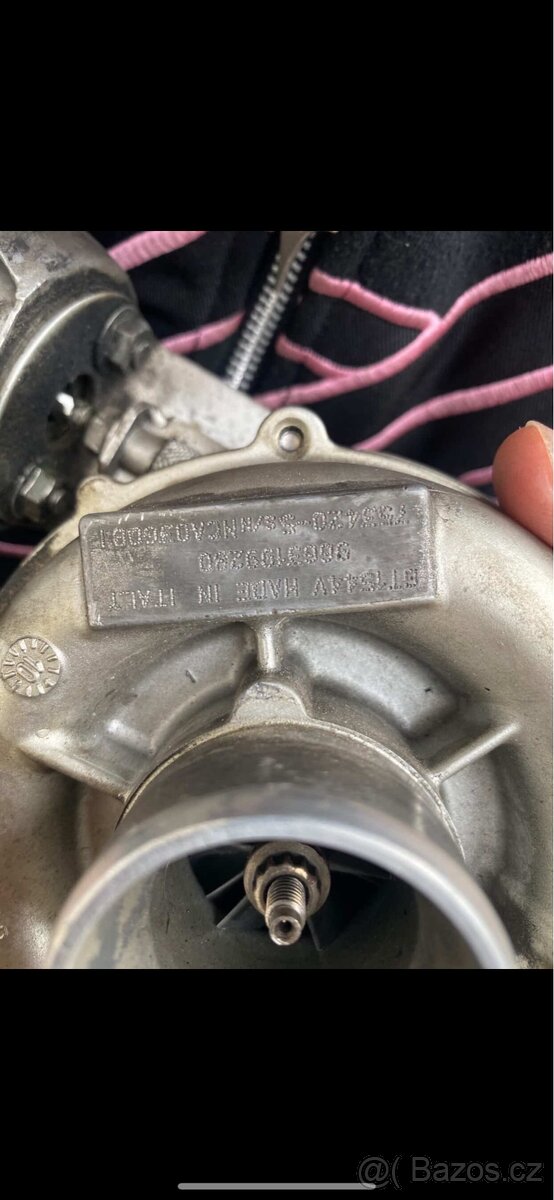 GT1544V MADE IN ITALY
9663199280
753420-5
@( Bazos.cz